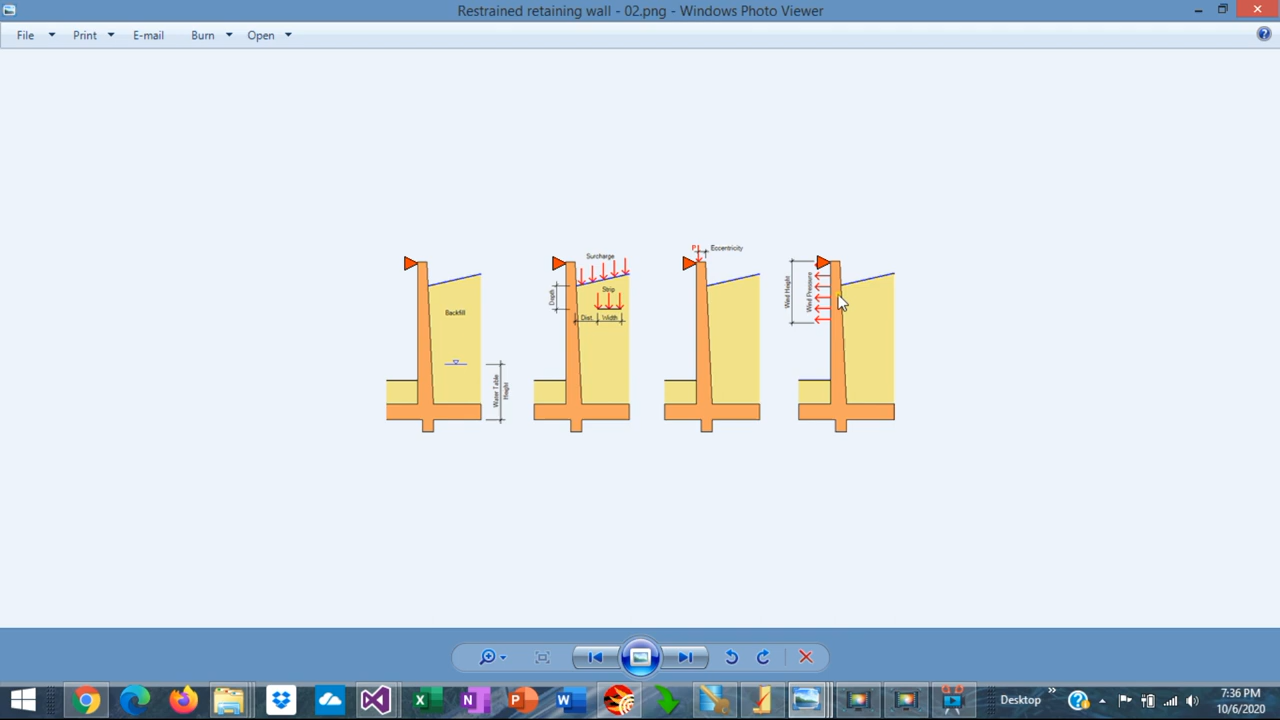 Restrained retaining wall - 02.png - Windows Photo Viewer
File Print E-mail Burn Open
Backfill
Water Table
Height
Surcharge
Strip
Depth
Dist. Width
P
Eccentricity
Wind Height
Wind Pressure
Desktop
7:36 PM
10/6/2020